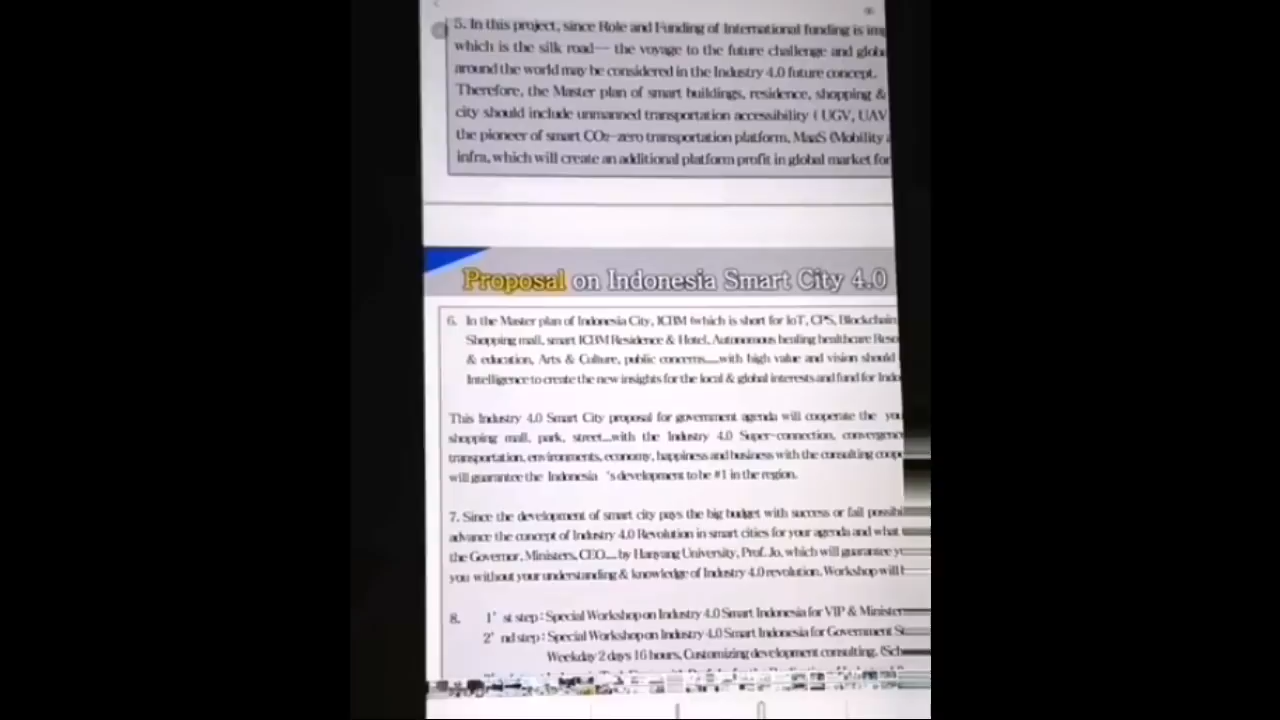 5. In this project, since Role and Funding of International funding is
which is the silk road— the voyage to the future challenge and
around the world may be considered in the Industry 4.0 future concept.
Therefore, the Master plan of smart buildings, residence, shopping &
city should include unmanned transportation accessibility ( UGV, UAV
the pioneer of smart CO₂-zero transportation platform, MaaS (Mobility
infra, which will create an additional platform profit in global market for
Proposal on Indonesia Smart City 4.0
6. In the Master plan of Indonesia City, ICBM (which is short for IoT, CPS, Blockchain
Shopping mall, smart ICBM Residence & Hotel, Autonomous healing healthcare
& education, Arts & Culture, public concerns....with high value and vision should
Intelligence to create the new insights for the local & global interests and fund for
This Industry 4.0 Smart City proposal for government agenda will cooperate the
shopping mall, park, street...with the Industry 4.0 Super-connection,
transportation, environments, economy, happiness and business with the consulting
will guarantee the Indonesia 's development to be #1 in the region.
7. Since the development of smart city pays the big budget with success or fail
advance the concept of Industry 4.0 Revolution in smart cities for your agenda and what
the Governor, Ministers, CEO.... by Hanyang University, Prof. Jo, which will guarantee
you without your understanding & knowledge of Industry 4.0 revolution. Workshop will
8. 1' st step : Special Workshop on Industry 4.0 Smart Indonesia for VIP &
2' nd step : Special Workshop on Industry 4.0 Smart Indonesia for Government
Weekday 2 days 16 hours, Customizing development consulting.